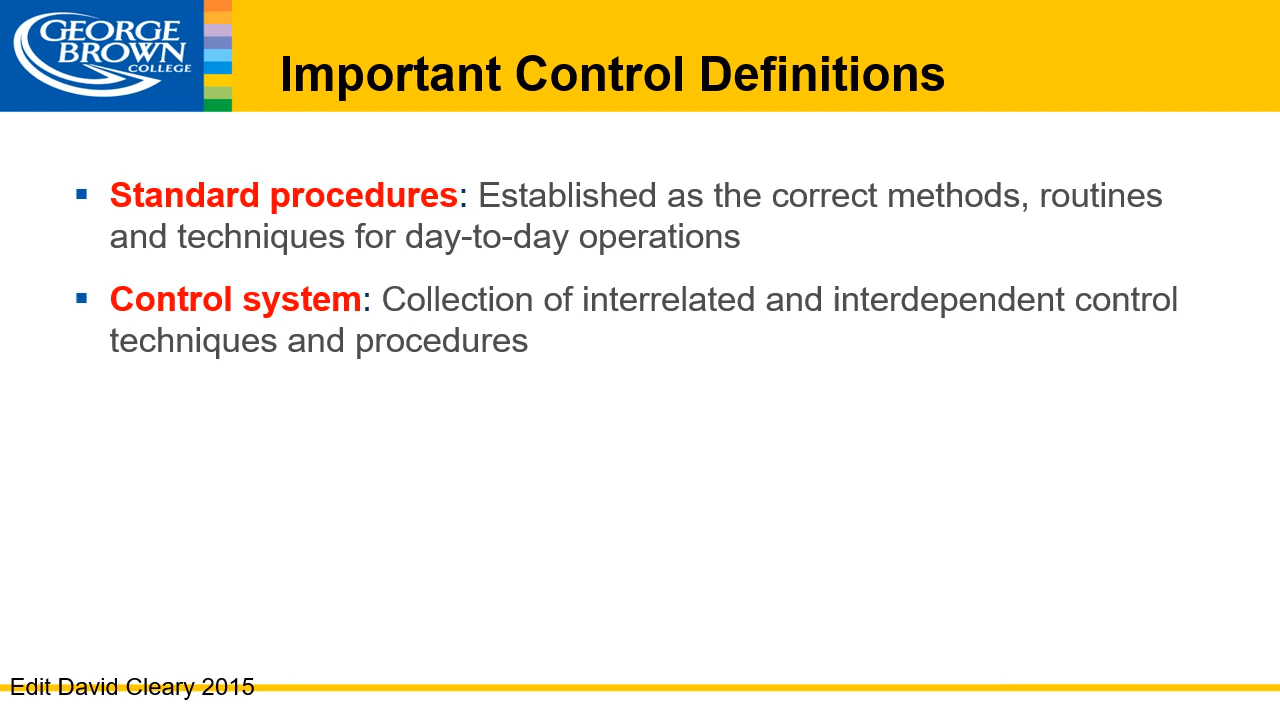 GEORGE
BROWN
COLLEGE
Important Control Definitions
▪ Standard procedures: Established as the correct methods, routines
and techniques for day-to-day operations
▪ Control system: Collection of interrelated and interdependent control
techniques and procedures
Edit David Cleary 2015